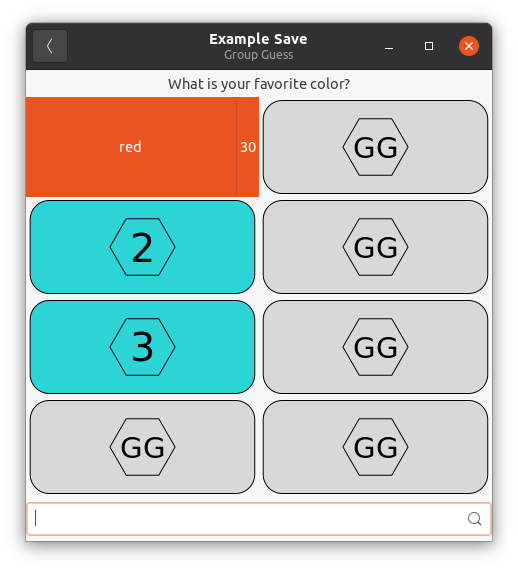 Example Save
Group Guess
What is your favorite color?
red 30 GG
2 GG
3 GG
GG GG